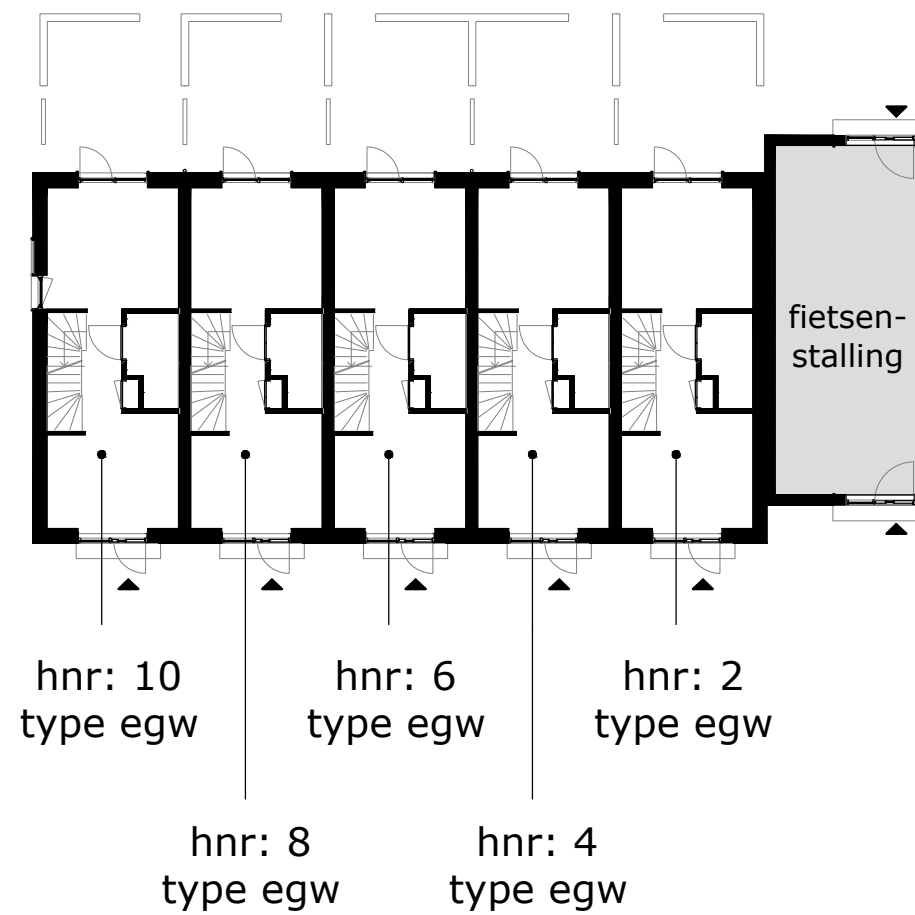 fietsen-
stalling
hnr: 10
type egw
hnr: 6
type egw
hnr: 2
type egw
hnr: 8
type egw
hnr: 4
type egw